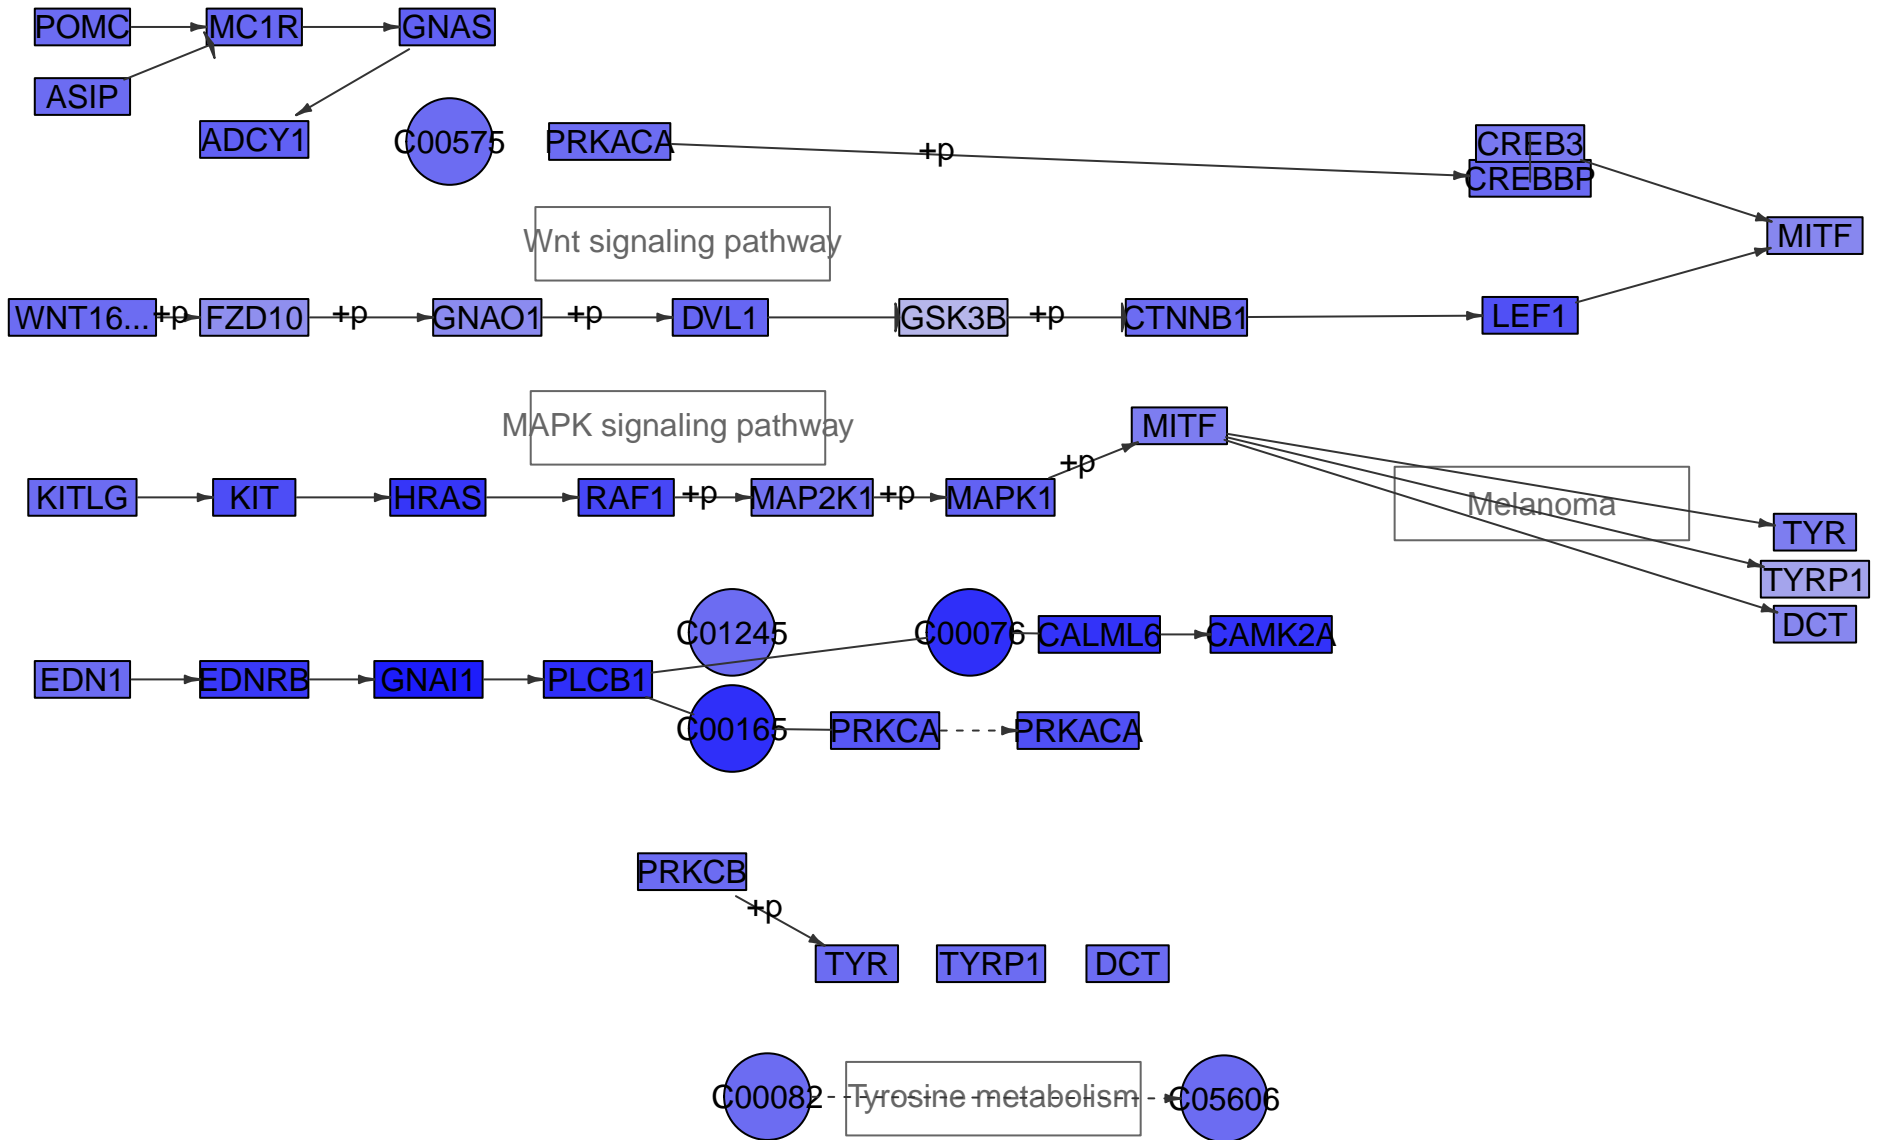 POMC
MC1R
GNAS
ASIP
ADCY1
C00575
PRKACA
+p
CREB3
CREBBP
MITF
Wnt signaling pathway
WNT16...
+p
FZD10
+p
GNAO1
+p
DVL1
GSK3B
+p
CTNNB1
LEF1
MAPK signaling pathway
MITF
+p
KITLG
KIT
HRAS
RAF1
+p
MAP2K1
+p
MAPK1
Melanoma
TYR
TYRP1
DCT
C01245
C00076
CALML6
CAMK2A
EDN1
EDNRB
GNAI1
PLCB1
C00165
PRKCA
PRKACA
PRKCB
+p
TYR
TYRP1
DCT
C00082
Tyrosine metabolism
C05606